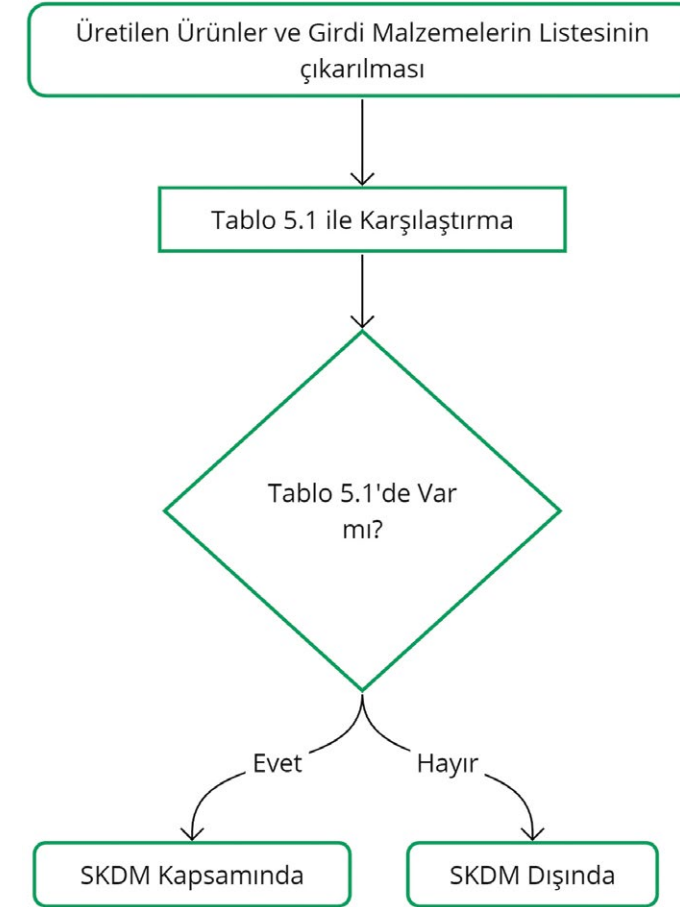 Üretilen Ürünler ve Girdi Malzemelerin Listesinin
çıkarılması
Tablo 5.1 ile Karşılaştırma
Tablo 5.1'de Var
mı?
Evet
Hayır
SKDM Kapsamında
SKDM Dışında